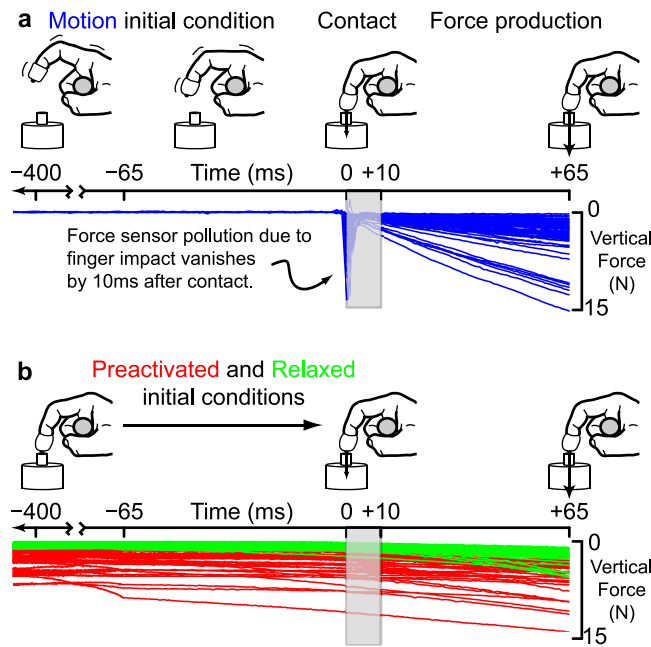 a Motion initial condition Contact Force production
−400 −65 Time (ms) 0 +10 +65
0
Force sensor pollution due to
finger impact vanishes
by 10ms after contact.
Vertical
Force
(N)
15
b Preactivated and Relaxed
initial conditions
−400 −65 Time (ms) 0 +10 +65
0
Vertical
Force
(N)
15